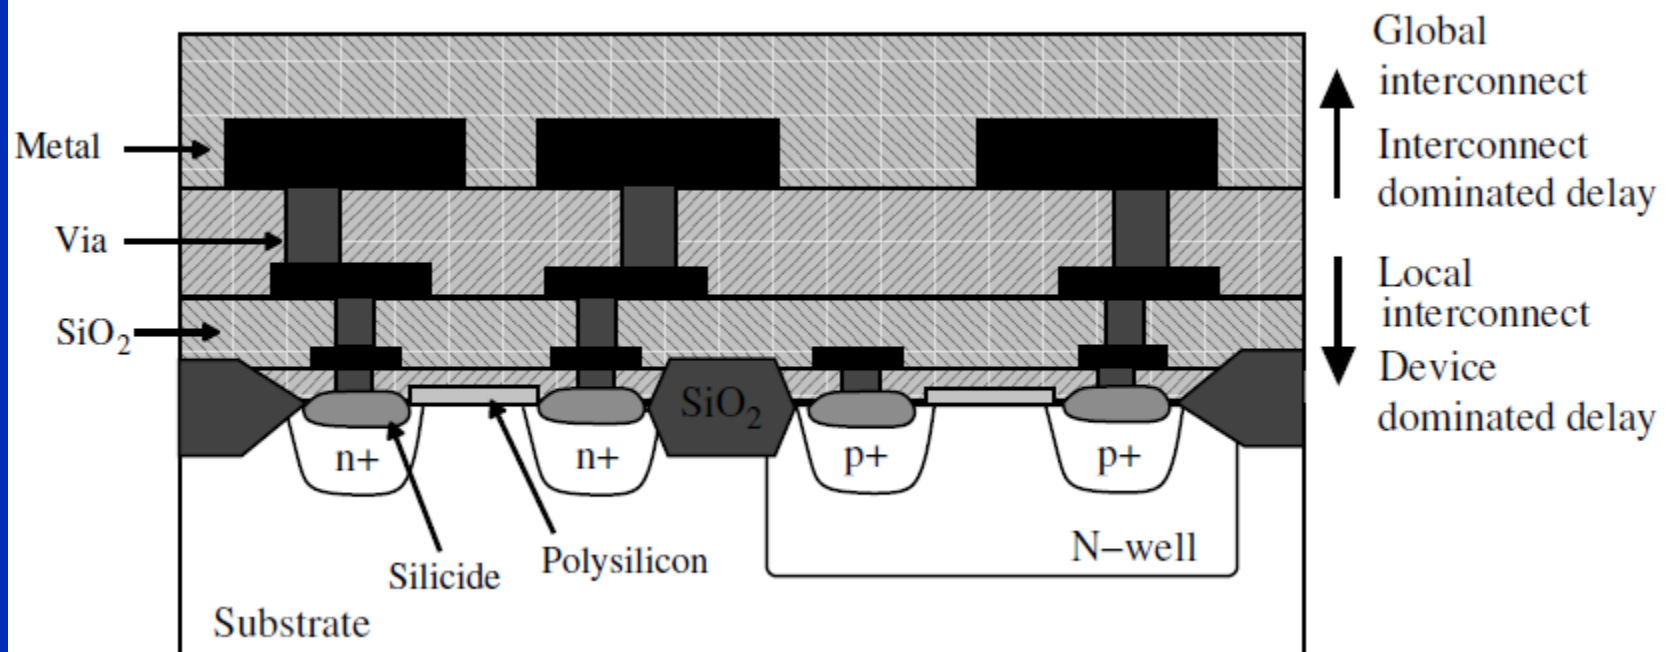 Global
interconnect
Metal
Interconnect
dominated delay
Via
Local
interconnect
SiO2
Device
dominated delay
SiO2
n+
n+
p+
p+
N–well
Polysilicon
Silicide
Substrate